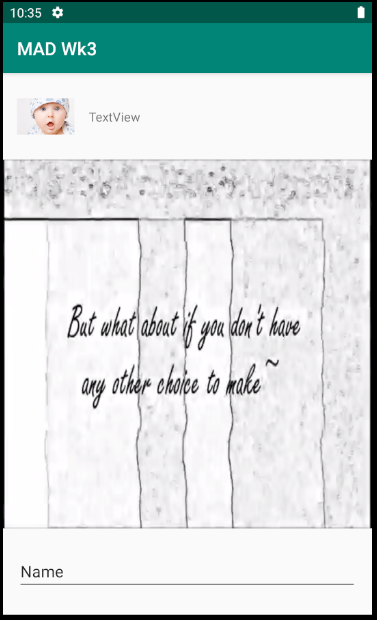 10:35
MAD Wk3
TextView
But what about if you don't have
any other choice to make~
Name